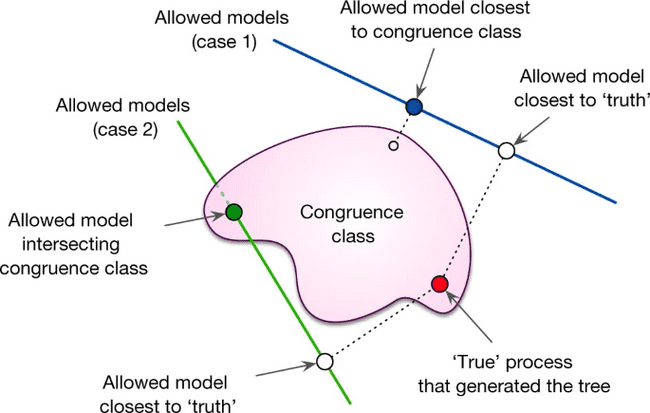 Allowed models
(case 1)
Allowed model closest
to congruence class
Allowed model
closest to ‘truth’
Allowed models
(case 2)
Congruence
class
Allowed model
intersecting
congruence class
‘True’ process
that generated the tree
Allowed model
closest to ‘truth’